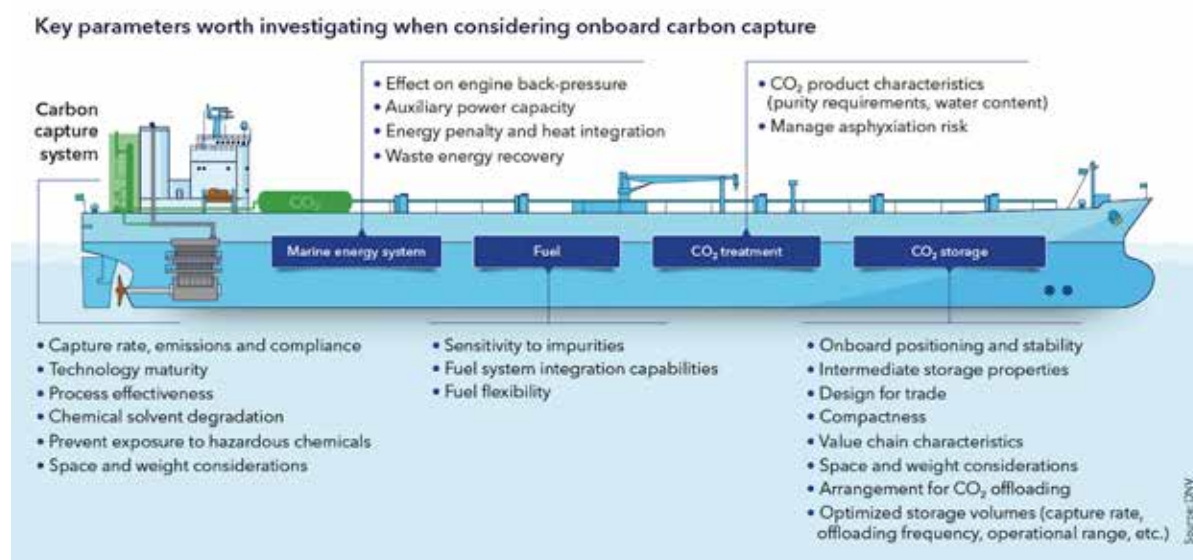 Key parameters worth investigating when considering onboard carbon capture
Carbon
capture
system
• Effect on engine back-pressure
• Auxiliary power capacity
• Energy penalty and heat integration
• Waste energy recovery
• CO₂ product characteristics
(purity requirements, water content)
• Manage asphyxiation risk
CO₂
Marine energy system
Fuel
CO₂ treatment
CO₂ storage
• Capture rate, emissions and compliance
• Technology maturity
• Process effectiveness
• Chemical solvent degradation
• Prevent exposure to hazardous chemicals
• Space and weight considerations
• Sensitivity to impurities
• Fuel system integration capabilities
• Fuel flexibility
• Onboard positioning and stability
• Intermediate storage properties
• Design for trade
• Compactness
• Value chain characteristics
• Space and weight considerations
• Arrangement for CO₂ offloading
• Optimized storage volumes (capture rate,
offloading frequency, operational range, etc.)
Source: DNV